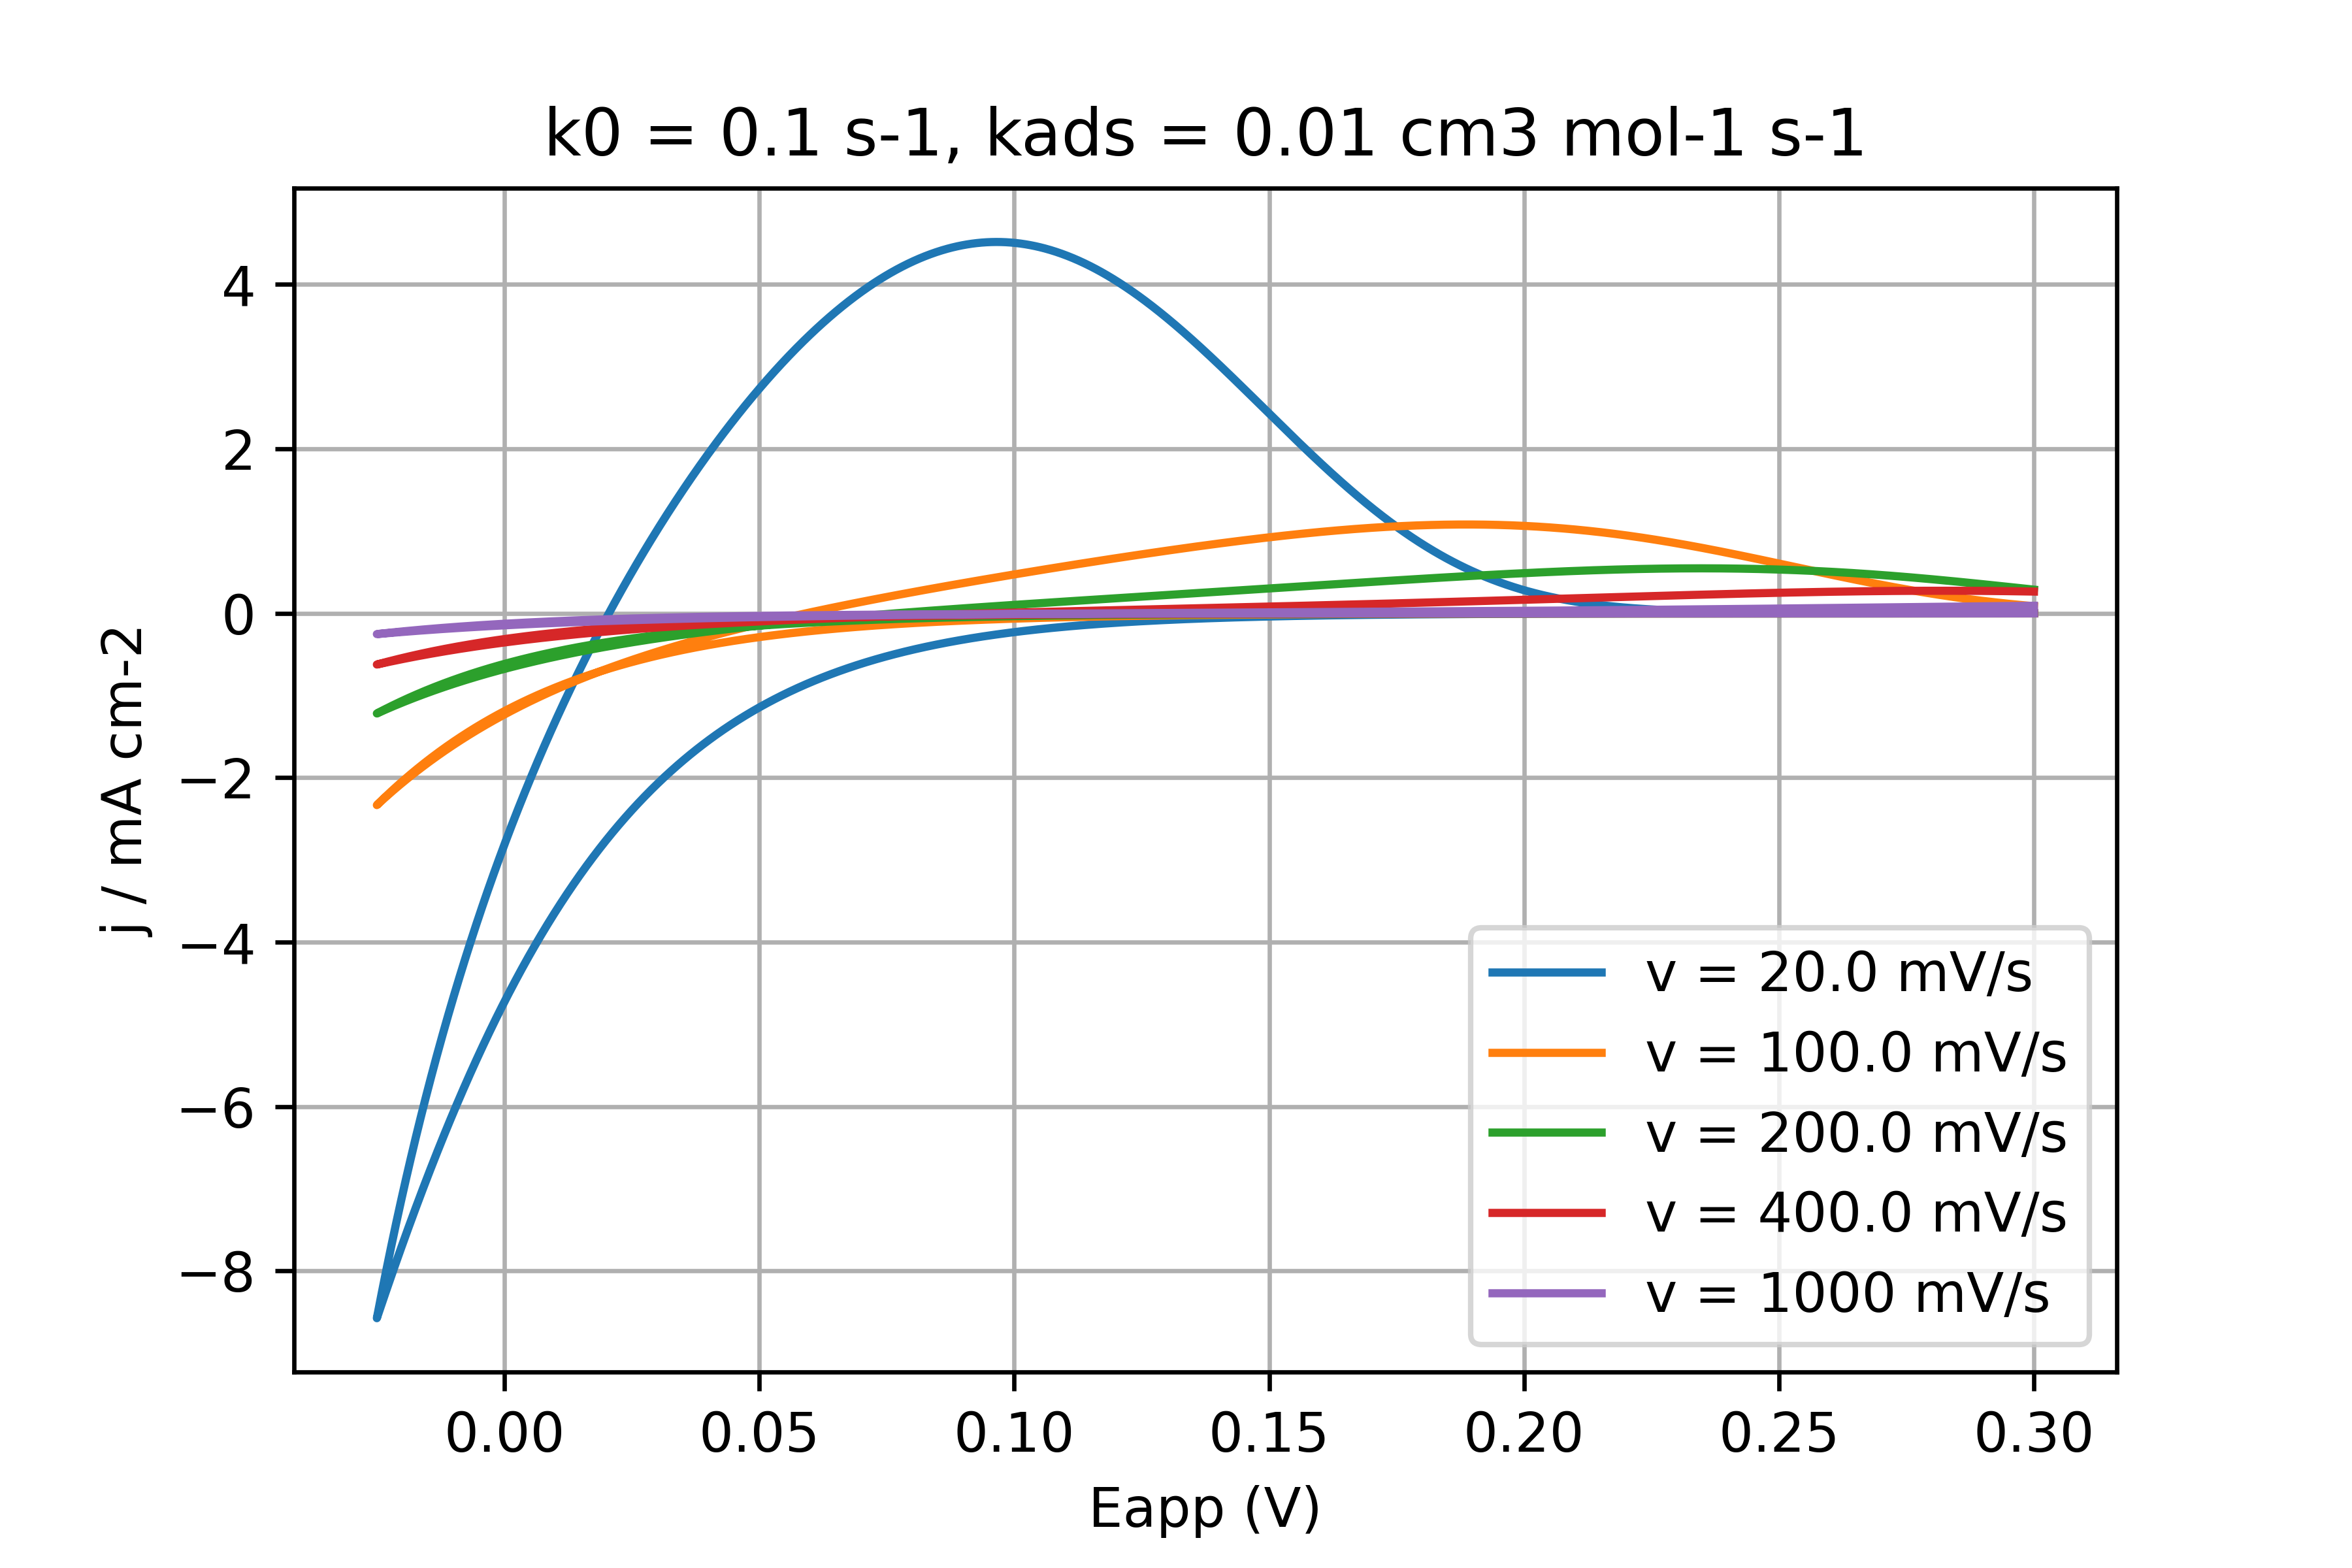 k0 = 0.1 s-1, kads = 0.01 cm3 mol-1 s-1
j / mA cm-2
4
2
0
−2
−4
−6
−8
v = 20.0 mV/s
v = 100.0 mV/s
v = 200.0 mV/s
v = 400.0 mV/s
v = 1000 mV/s
0.00 0.05 0.10 0.15 0.20 0.25 0.30
Eapp (V)